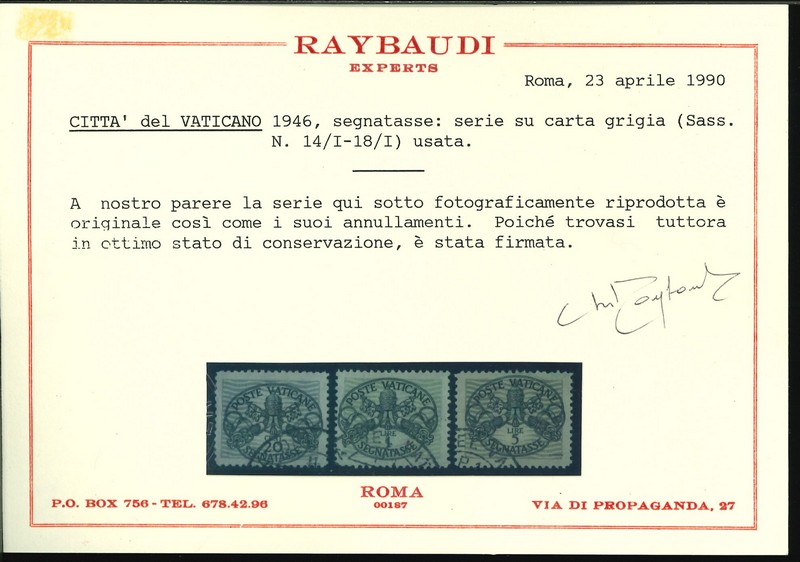 RAYBAUDI
EXPERTS
Roma, 23 aprile 1990
CITTA' del VATICANO 1946, segnatasse: serie su carta grigia (Sass.
N. 14/I-18/I) usata.
A nostro parere la serie qui sotto fotograficamente riprodotta è
originale così come i suoi annullamenti. Poiché trovasi tuttora
in ottimo stato di conservazione, è stata firmata.
POSTE VATICANE POSTE VATICANE POSTE VATICANE
20 LIRE 1 LIRE 5
SEGNATASSE SEGNATASSE SEGNATASSE
ROMA
00187
P.O. BOX 756 - TEL. 678.42.96 VIA DI PROPAGANDA, 27